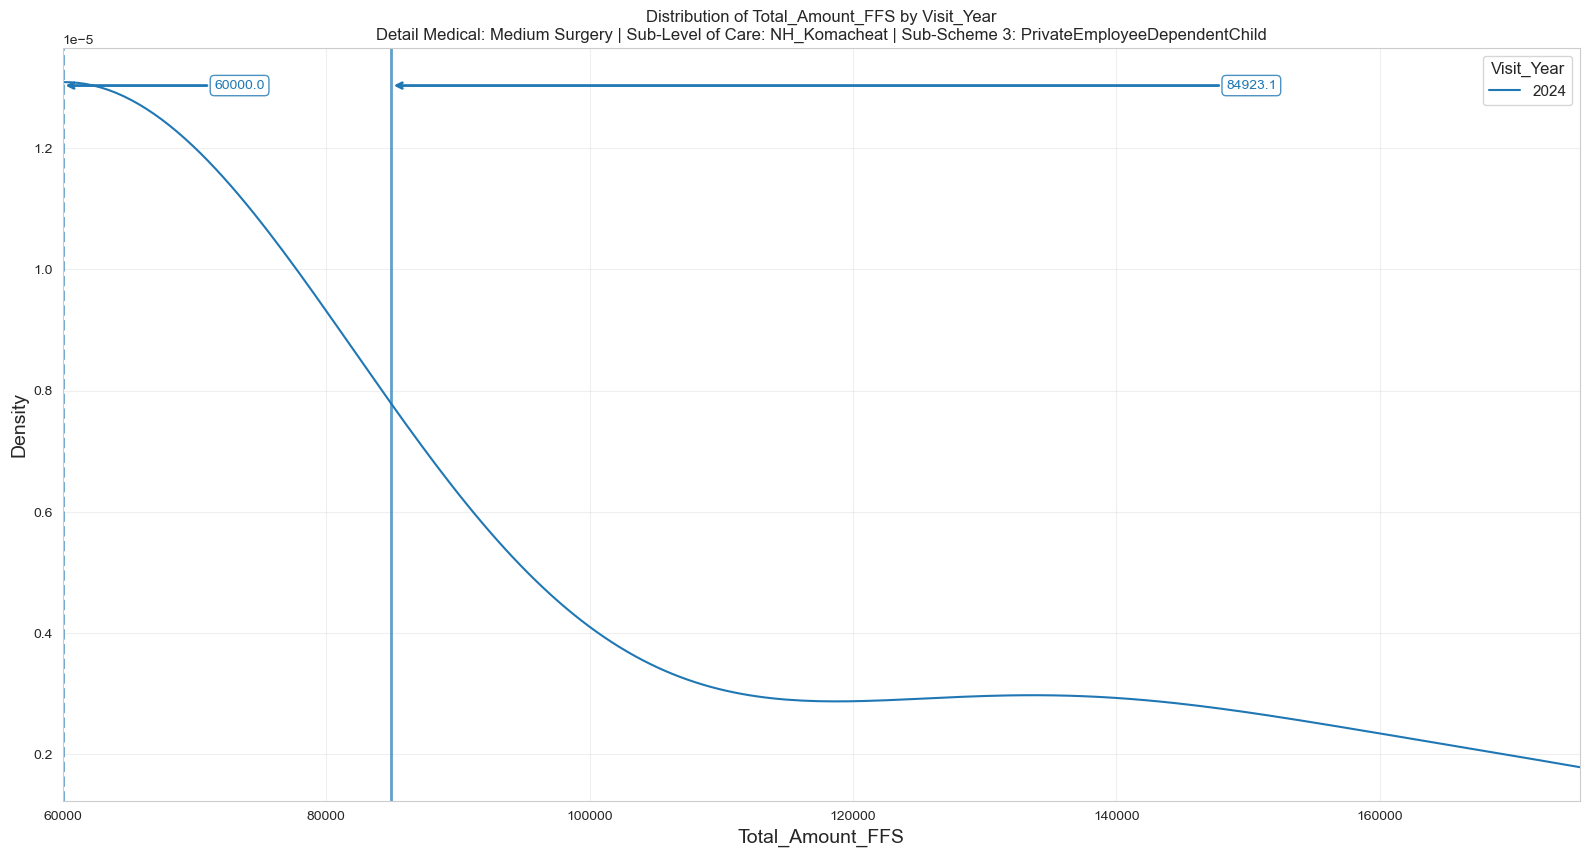 Distribution of Total_Amount_FFS by Visit_Year
Detail Medical: Medium Surgery | Sub-Level of Care: NH_Komacheat | Sub-Scheme 3: PrivateEmployeeDependentChild
1e−5
60000.0
84923.1
Visit_Year
2024
1.2
1.0
0.8
0.6
0.4
0.2
Density
60000
80000
100000
120000
140000
160000
Total_Amount_FFS